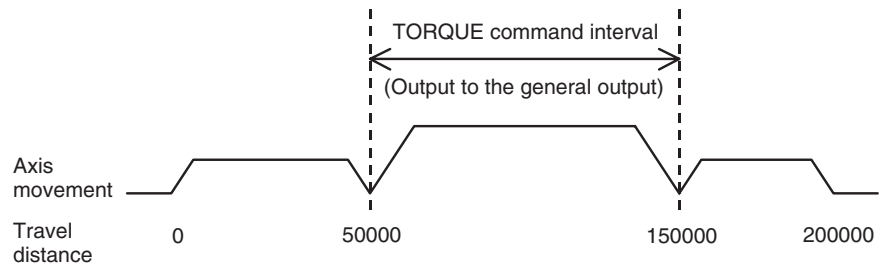 TORQUE command interval
(Output to the general output)
Axis
movement
Travel
distance
0
50000
150000
200000